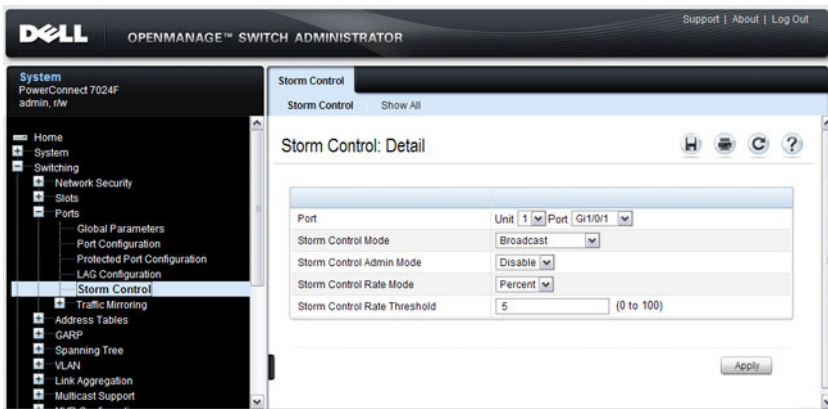 Support | About | Log Out
DELL OPENMANAGE™ SWITCH ADMINISTRATOR
System
PowerConnect 7024F
admin, r/w
Home
System
Switching
Network Security
Slots
Ports
Global Parameters
Port Configuration
Protected Port Configuration
LAG Configuration
Storm Control
Traffic Mirroring
Address Tables
GARP
Spanning Tree
VLAN
Link Aggregation
Multicast Support
Storm Control
Storm Control Show All
Storm Control: Detail
Port Unit 1 Port Gi1/0/1
Storm Control Mode Broadcast
Storm Control Admin Mode Disable
Storm Control Rate Mode Percent
Storm Control Rate Threshold 5 (0 to 100)
Apply